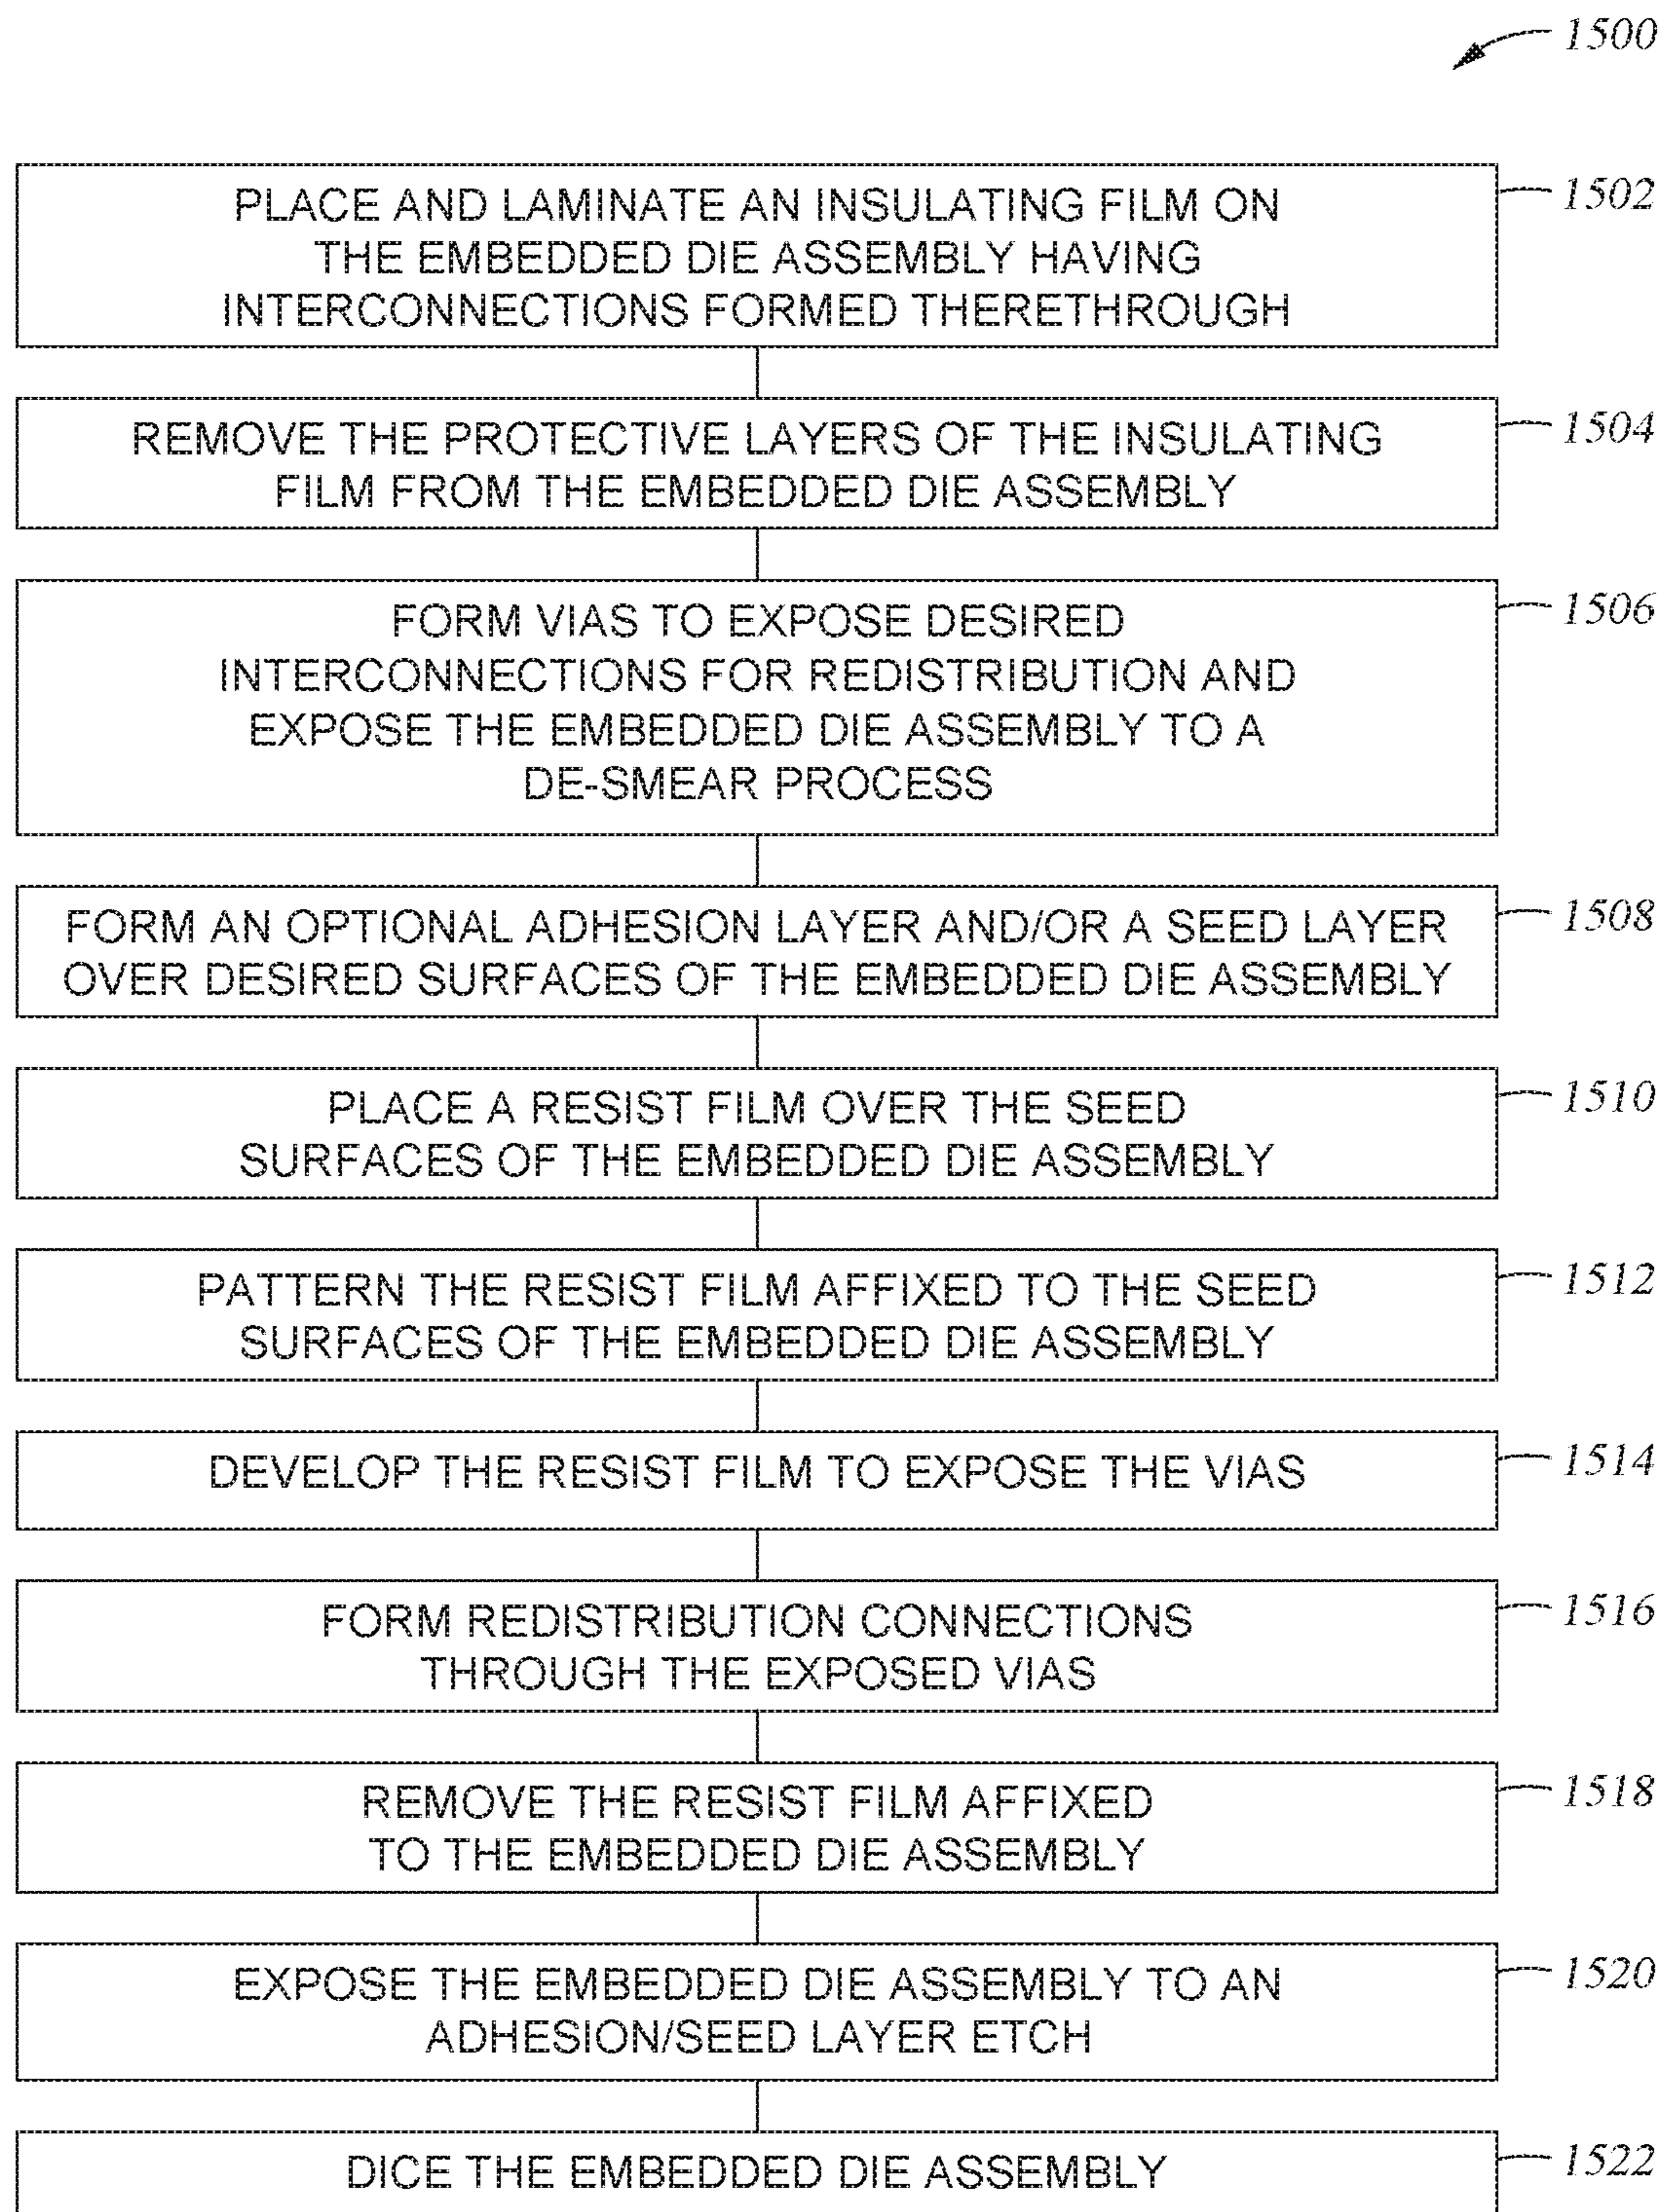 1500
PLACE AND LAMINATE AN INSULATING FILM ON
THE EMBEDDED DIE ASSEMBLY HAVING
INTERCONNECTIONS FORMED THERETHROUGH
1502
REMOVE THE PROTECTIVE LAYERS OF THE INSULATING
FILM FROM THE EMBEDDED DIE ASSEMBLY
1504
FORM VIAS TO EXPOSE DESIRED
INTERCONNECTIONS FOR REDISTRIBUTION AND
EXPOSE THE EMBEDDED DIE ASSEMBLY TO A
DE-SMEAR PROCESS
1506
FORM AN OPTIONAL ADHESION LAYER AND/OR A SEED LAYER
OVER DESIRED SURFACES OF THE EMBEDDED DIE ASSEMBLY
1508
PLACE A RESIST FILM OVER THE SEED
SURFACES OF THE EMBEDDED DIE ASSEMBLY
1510
PATTERN THE RESIST FILM AFFIXED TO THE SEED
SURFACES OF THE EMBEDDED DIE ASSEMBLY
1512
DEVELOP THE RESIST FILM TO EXPOSE THE VIAS
1514
FORM REDISTRIBUTION CONNECTIONS
THROUGH THE EXPOSED VIAS
1516
REMOVE THE RESIST FILM AFFIXED
TO THE EMBEDDED DIE ASSEMBLY
1518
EXPOSE THE EMBEDDED DIE ASSEMBLY TO AN
ADHESION/SEED LAYER ETCH
1520
DICE THE EMBEDDED DIE ASSEMBLY
1522